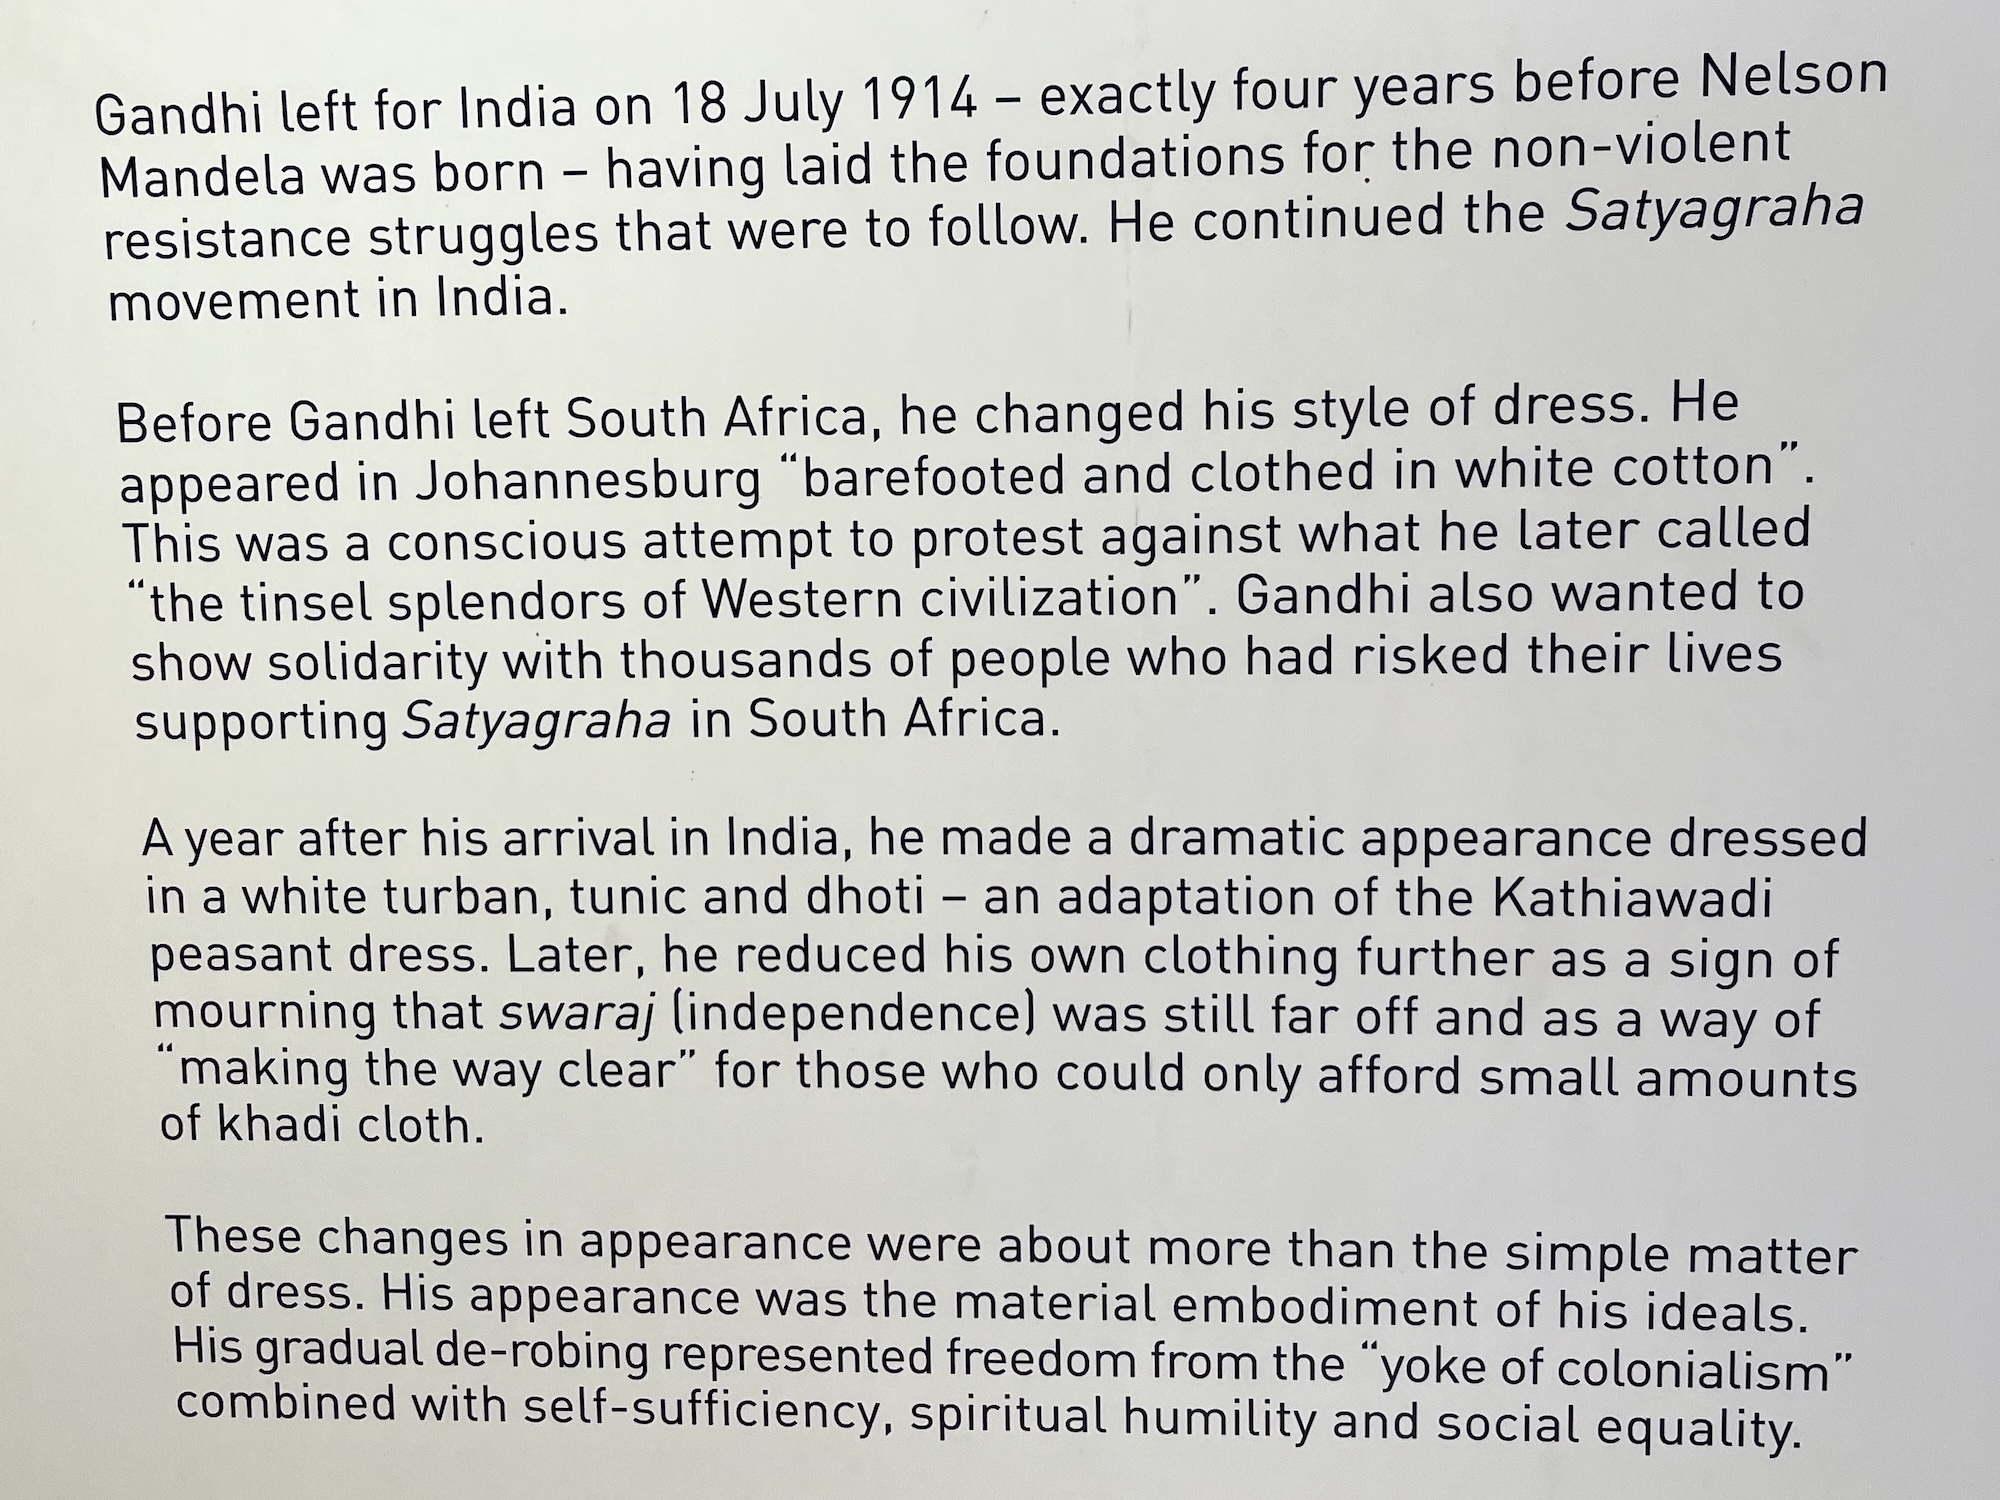 Gandhi left for India on 18 July 1914 – exactly four years before Nelson
Mandela was born – having laid the foundations for the non-violent
resistance struggles that were to follow. He continued the Satyagraha
movement in India.
Before Gandhi left South Africa, he changed his style of dress. He
appeared in Johannesburg “barefooted and clothed in white cotton”.
This was a conscious attempt to protest against what he later called
“the tinsel splendors of Western civilization”. Gandhi also wanted to
show solidarity with thousands of people who had risked their lives
supporting Satyagraha in South Africa.
A year after his arrival in India, he made a dramatic appearance dressed
in a white turban, tunic and dhoti – an adaptation of the Kathiawadi
peasant dress. Later, he reduced his own clothing further as a sign of
mourning that swaraj (independence) was still far off and as a way of
“making the way clear” for those who could only afford small amounts
of khadi cloth.
These changes in appearance were about more than the simple matter
of dress. His appearance was the material embodiment of his ideals.
His gradual de-robing represented freedom from the “yoke of colonialism”
combined with self-sufficiency, spiritual humility and social equality.